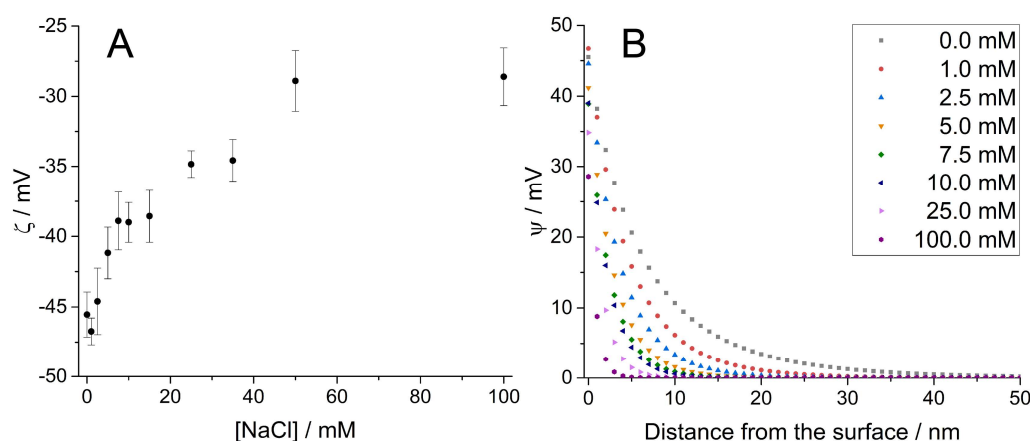 A
-25
-30
-35
-40
-45
-50
ζ / mV
0
20
40
60
80
100
[NaCl] / mM
B
50
40
30
20
10
0
ψ / mV
0
10
20
30
40
50
Distance from the surface / nm
0.0 mM
1.0 mM
2.5 mM
5.0 mM
7.5 mM
10.0 mM
25.0 mM
100.0 mM